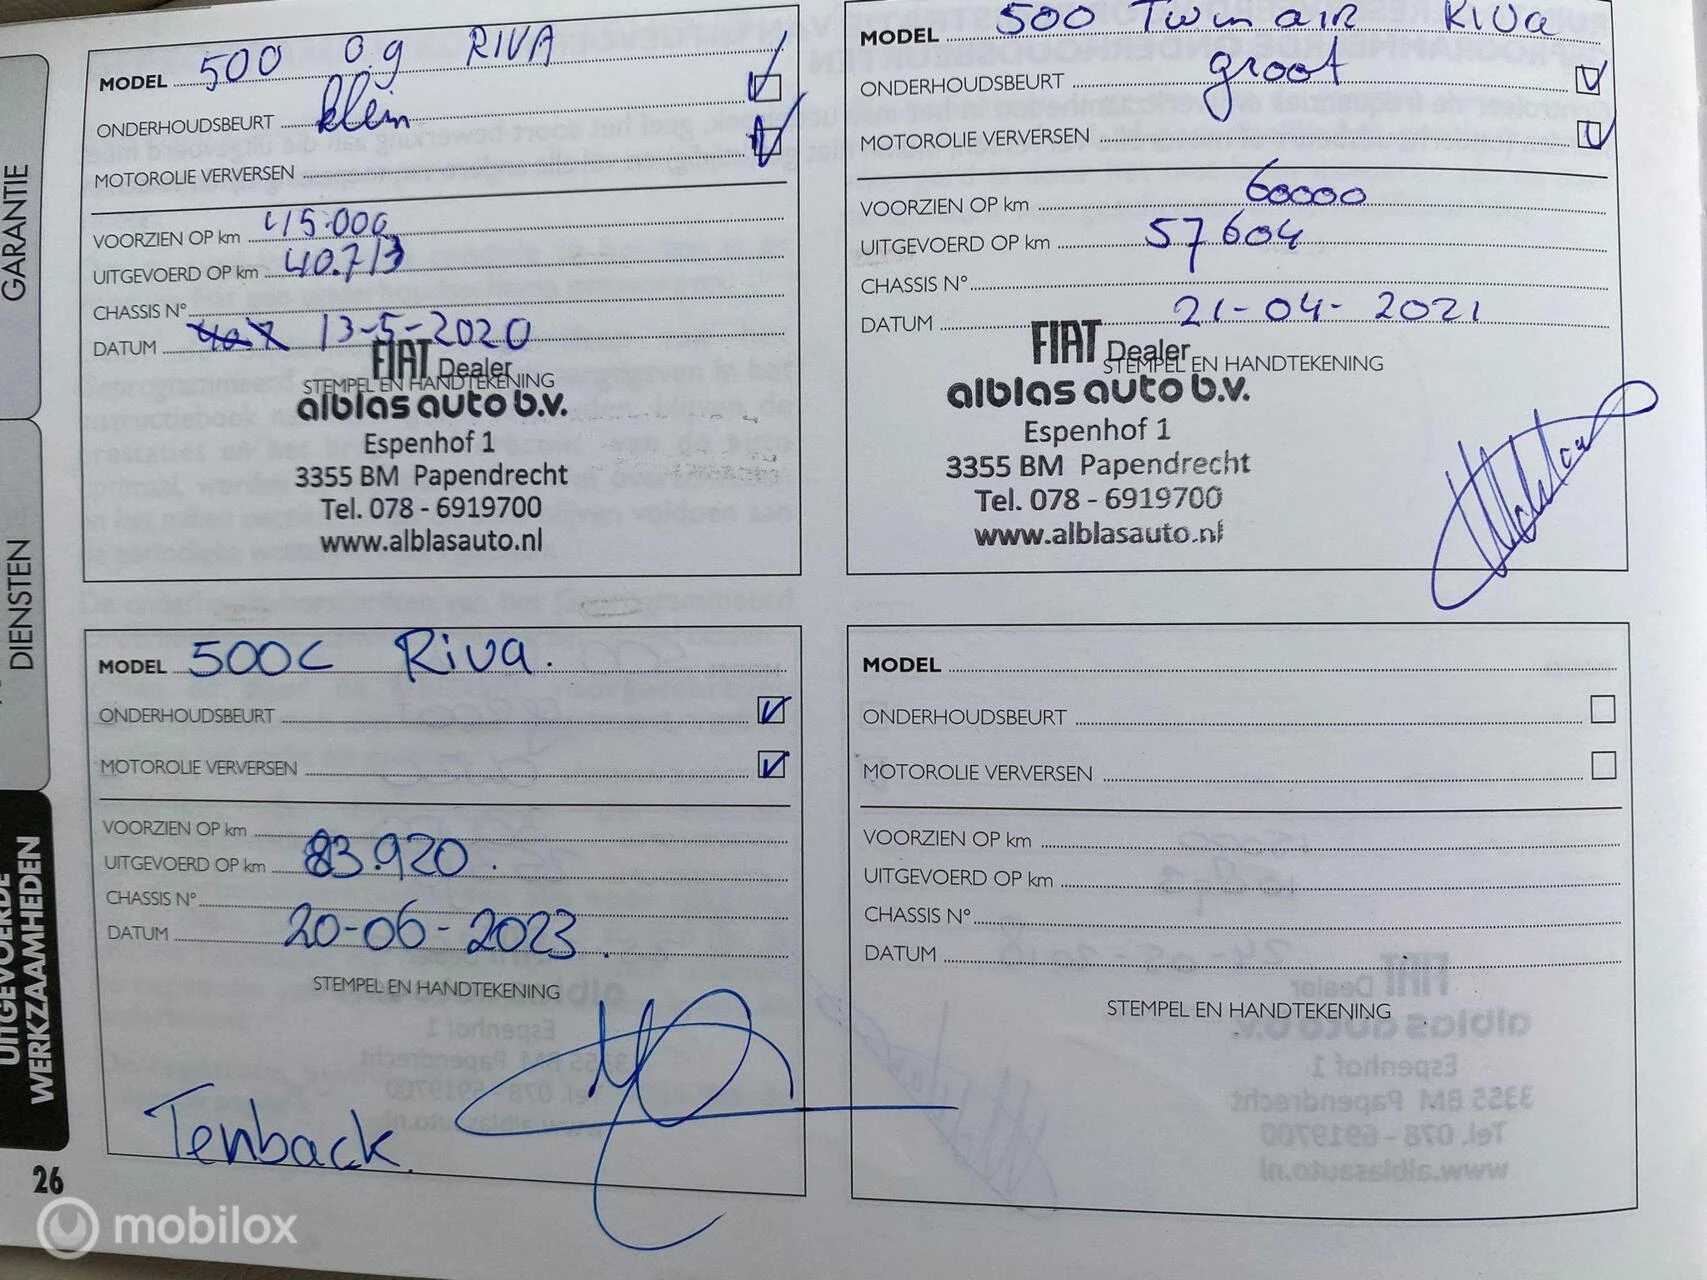 GARANTIE
DIENSTEN
UITGEVOERDE
WERKZAAMHEDEN
MODEL 500 0.9 RIVA
ONDERHOUDSBEURT klein
MOTOROLIE VERVERSEN
VOORZIEN OP km 45.000
UITGEVOERD OP km 40.713
CHASSIS N°
DATUM 13-5-2020
FIAT Dealer
STEMPEL EN HANDTEKENING
alblas auto b.v.
Espenhof 1
3355 BM Papendrecht
Tel. 078 - 6919700
www.alblasauto.nl
MODEL 500 Twin air RIVa
ONDERHOUDSBEURT groot
MOTOROLIE VERVERSEN
VOORZIEN OP km 60000
UITGEVOERD OP km 57604
CHASSIS N°
DATUM 21-04-2021
FIAT Dealer
STEMPEL EN HANDTEKENING
alblas auto b.v.
Espenhof 1
3355 BM Papendrecht
Tel. 078 - 6919700
www.alblasauto.nl
MODEL 500C Riva.
ONDERHOUDSBEURT
MOTOROLIE VERVERSEN
VOORZIEN OP km
UITGEVOERD OP km 83.920.
CHASSIS N°
DATUM 20-06-2023.
STEMPEL EN HANDTEKENING
Tenback.
MODEL
ONDERHOUDSBEURT
MOTOROLIE VERVERSEN
VOORZIEN OP km
UITGEVOERD OP km
CHASSIS N°
DATUM
STEMPEL EN HANDTEKENING
26
mobilox